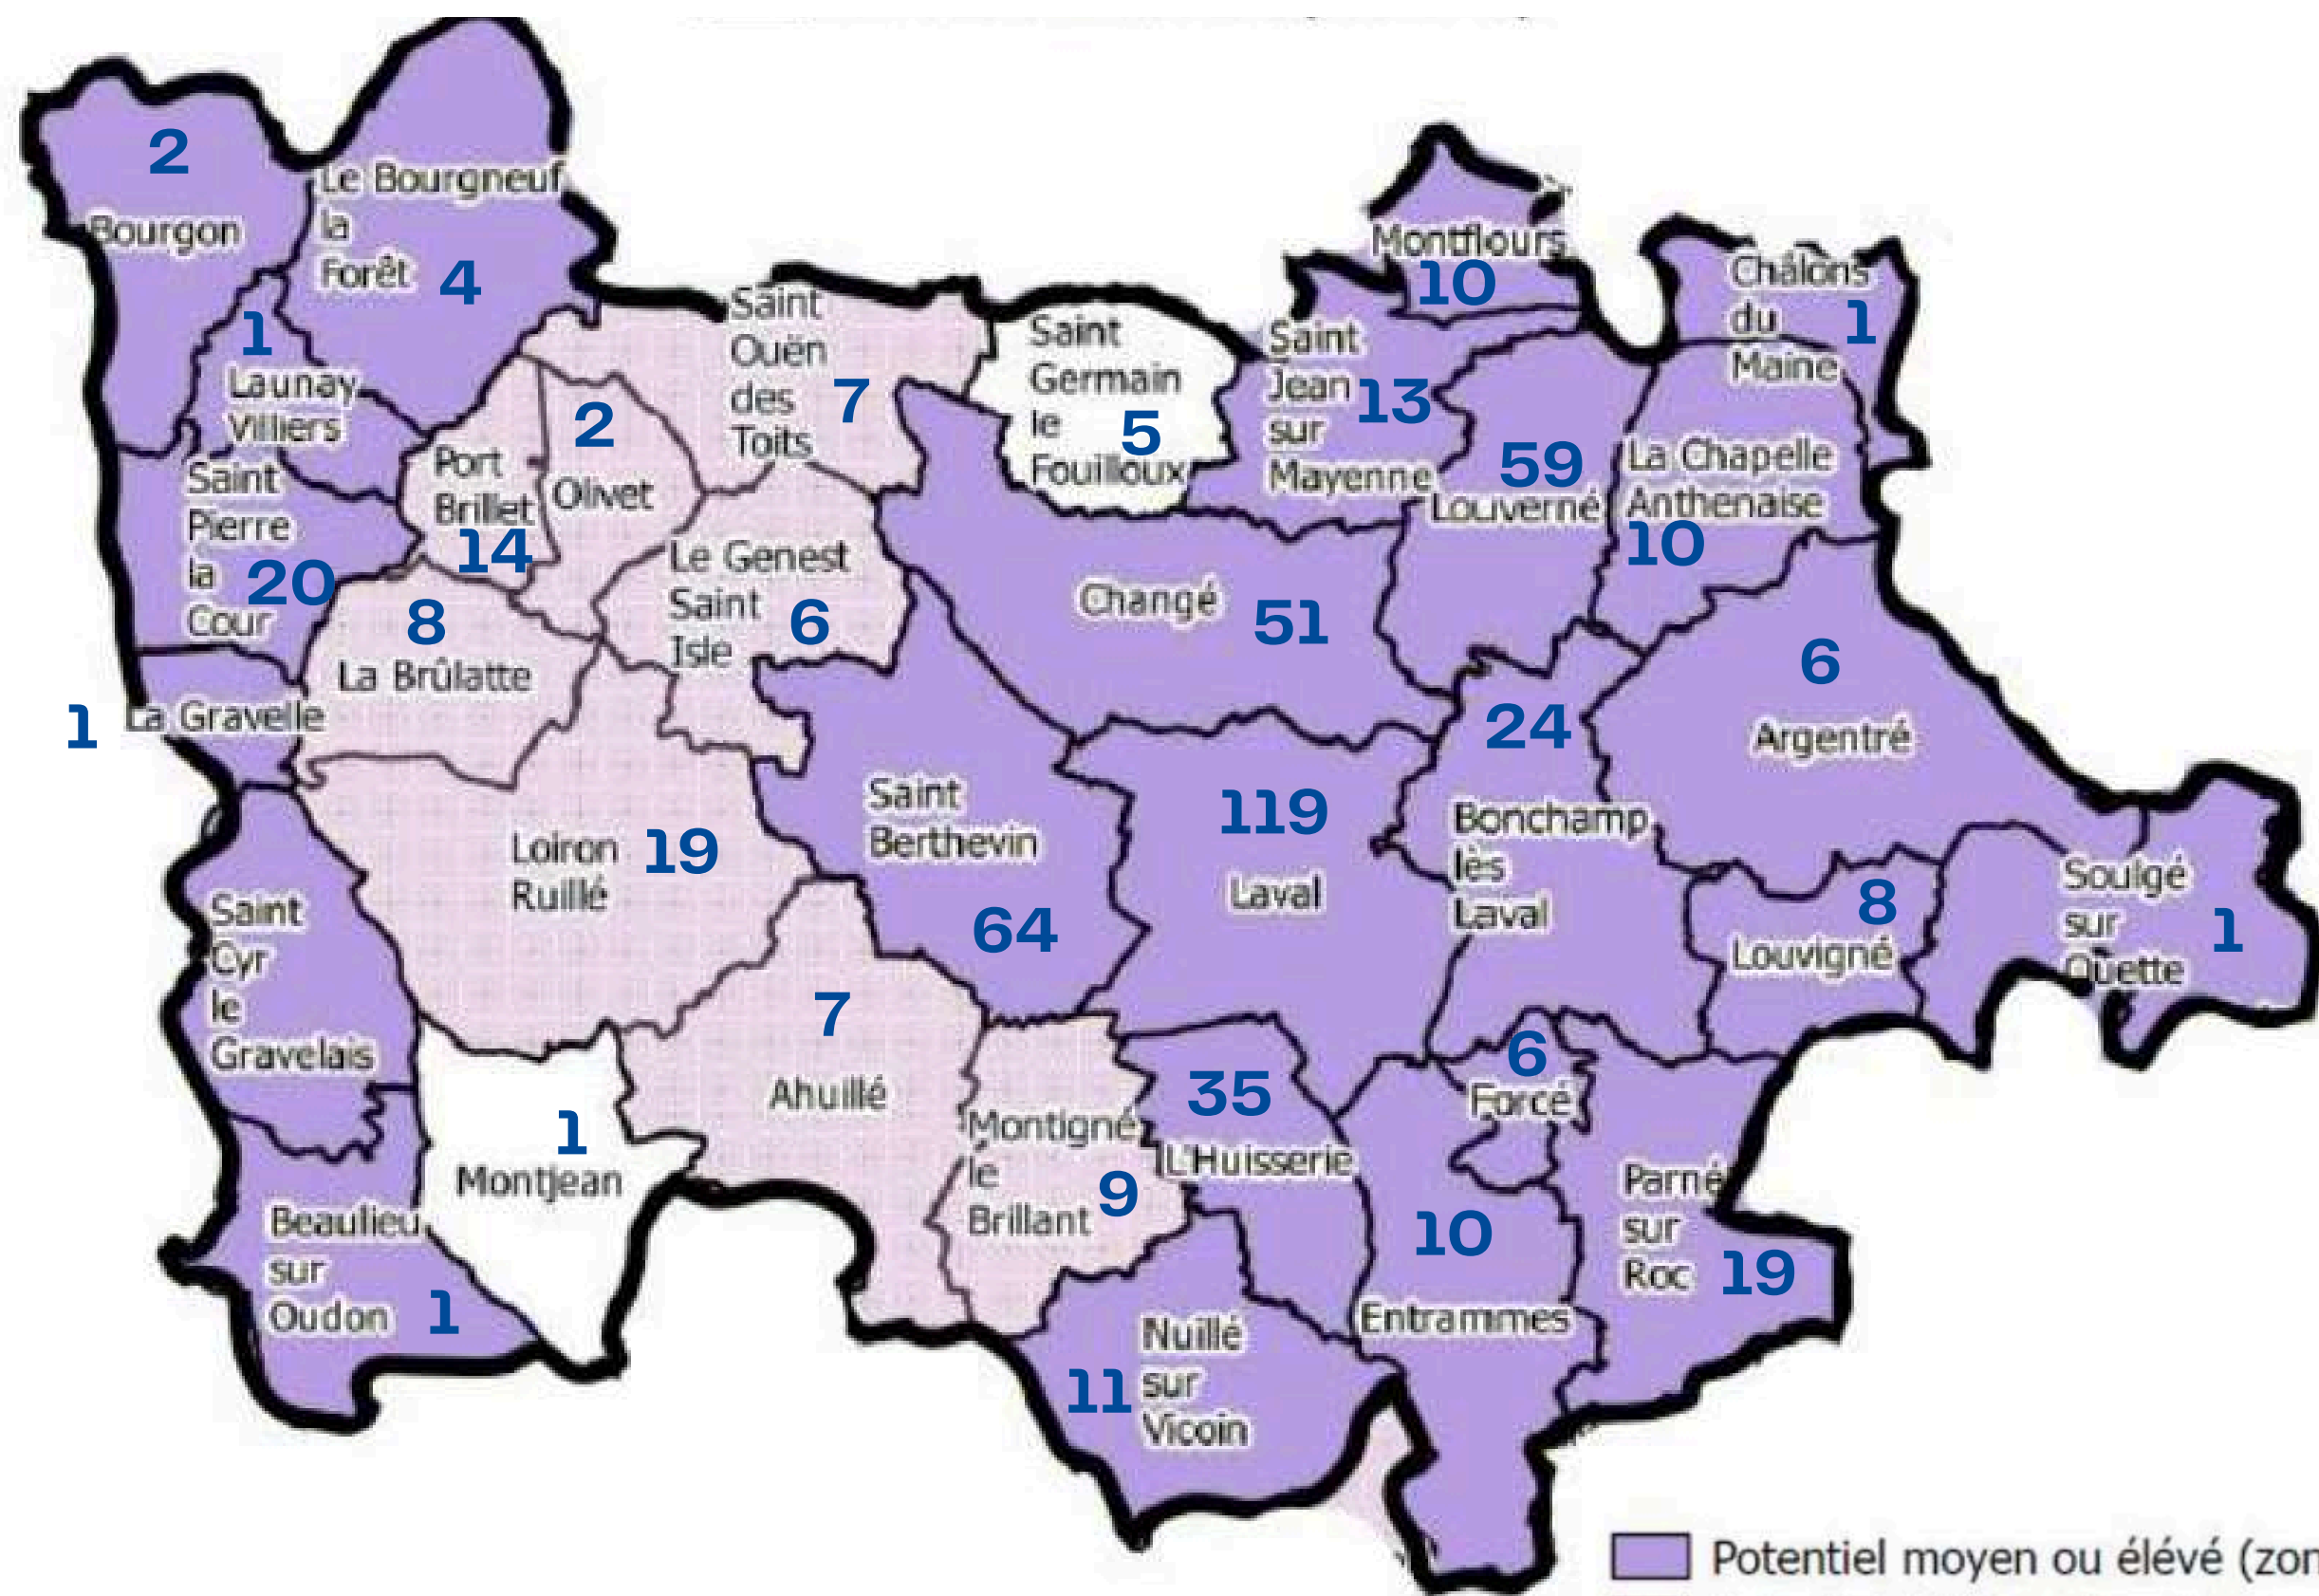 2
Bourgon
Le Bourgneuf
la
Forêt
4
1
Launay
Villiers
Saint
Pierre
la
Cour
20
Port
Brillet
14
2
Olivet
Saint
Ouën
des
Toits
7
Saint
Germain
le
Fouilloux
5
Saint
Jean
sur
Mayenne
13
Montflours
10
Châlons
du
Maine
1
59
Louverné
La Chapelle
Anthenaise
10
Le Genest
Saint
Isle
6
Changé
51
8
La Brûlatte
1
La Gravelle
6
Argentré
24
Bonchamp
lès
Laval
119
Laval
Saint
Berthevin
64
Loiron
Ruillé
19
Saint
Cyr
le
Gravelais
8
Louvigné
Soulgé
sur
Ouette
1
7
Ahuillé
1
Montjean
Montigné
le
Brillant
9
35
L'Huisserie
6
Forcé
10
Entrammes
Parné
sur
Roc
19
Beaulieu
sur
Oudon
1
11
Nuillé
sur
Vicoin
Potentiel moyen ou élévé (zon